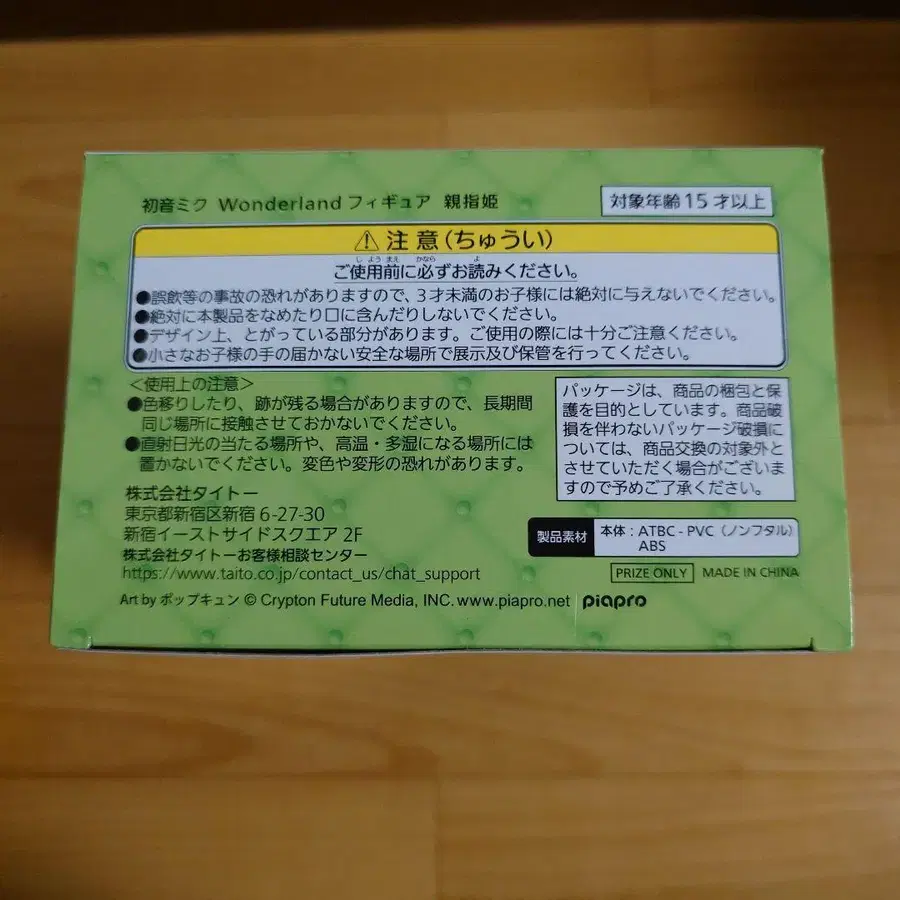 初音ミク Wonderland フィギュア 親指姫
対象年齢15才以上
⚠注意(ちゅうい)
しようまえ かなら よ
ご使用前に必ずお読みください。
●誤飲等の事故の恐れがありますので、3才未満のお子様には絶対に与えないでください。
●絶対に本製品をなめたり口に含んだりしないでください。
●デザイン上、とがっている部分があります。ご使用の際には十分ご注意ください。
●小さなお子様の手の届かない安全な場所で展示及び保管を行ってください。
<使用上の注意>
●色移りしたり、跡が残る場合がありますので、長期間
同じ場所に接触させておかないでください。
●直射日光の当たる場所や、高温・多湿になる場所には
置かないでください。変色や変形の恐れがあります。
パッケージは、商品の梱包と保
護を目的としています。商品破
損を伴わないパッケージ破損に
ついては、商品交換の対象外と
させていただく場合がございま
すので予めご了承ください。
株式会社タイトー
東京都新宿区新宿 6-27-30
新宿イーストサイドスクエア 2F
株式会社タイトーお客様相談センター
https://www.taito.co.jp/contact_us/chat_support
製品素材
本体:ATBC-PVC(ノンフタル)
ABS
PRIZE ONLY MADE IN CHINA
Art by ポップキュン © Crypton Future Media, INC. www.piapro.net piapro